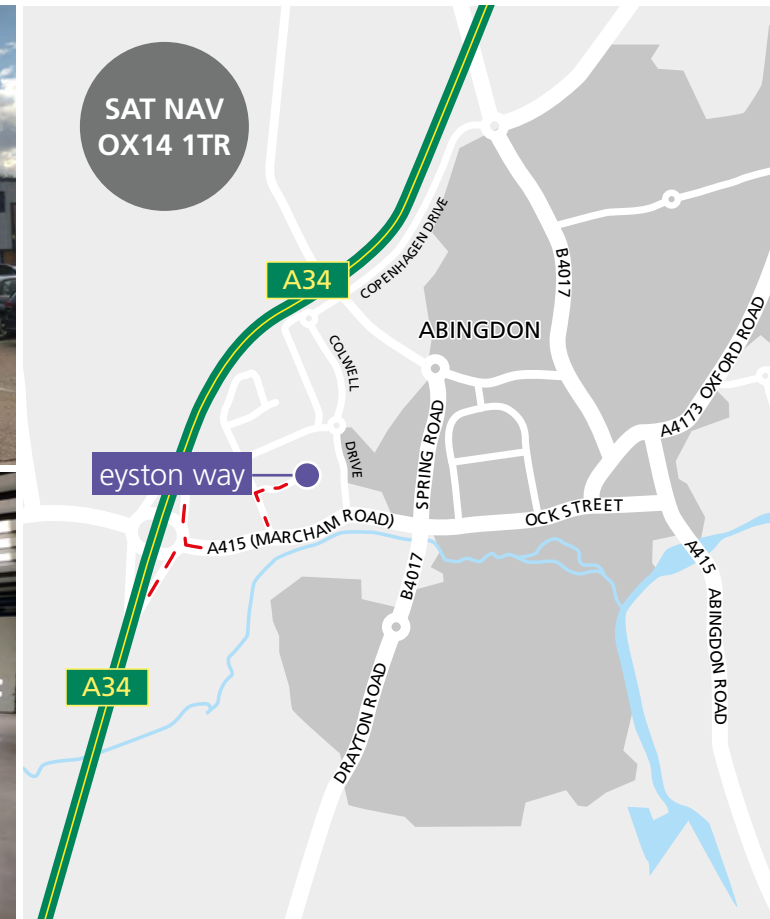 SAT NAV
OX14 1TR
A34
COPENHAGEN DRIVE
B4017
ABINGDON
COLWELL
DRIVE
A4173 OXFORD ROAD
SPRING ROAD
eyston way
A415 (MARCHAM ROAD)
OCK STREET
A415
B4017
ABINGDON ROAD
A34
DRAYTON ROAD